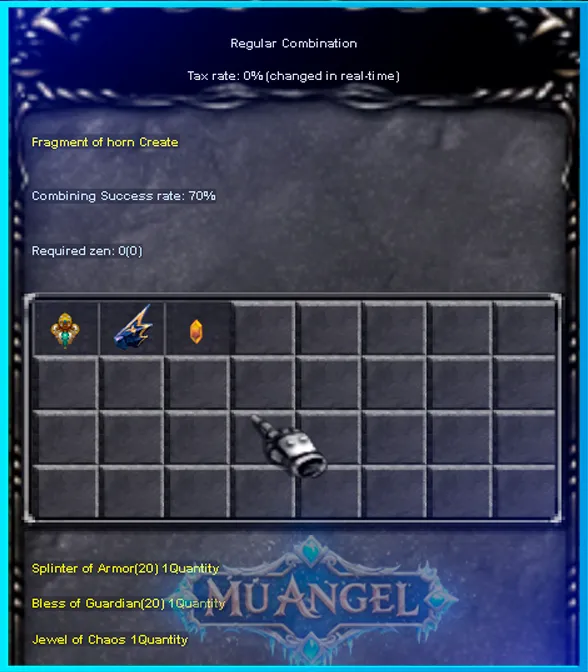 Regular Combination
Tax rate: 0% (changed in real-time)
Fragment of horn Create
Combining Success rate: 70%
Required zen: 0(0)
Splinter of Armor(20) 1Quantity
Bless of Guardian(20) 1Quantity
MU ANGEL
Jewel of Chaos 1Quantity